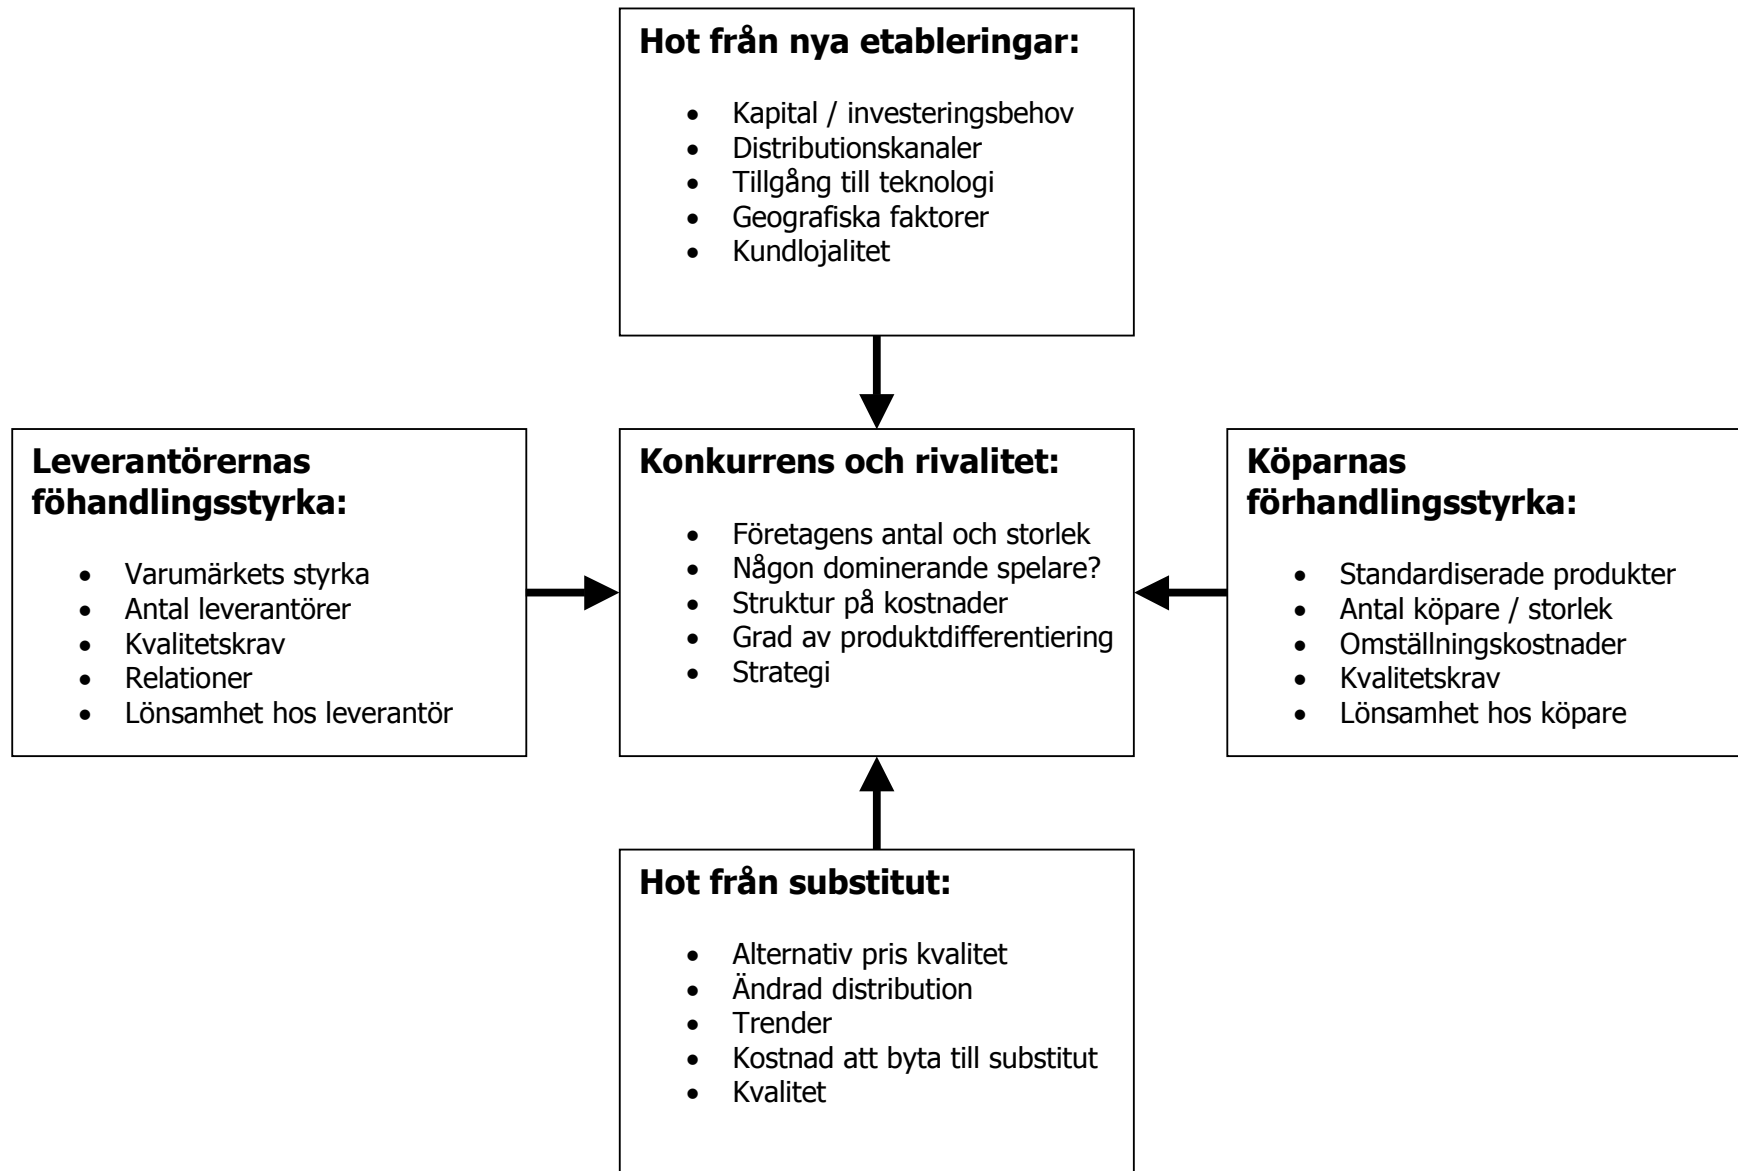 Hot från nya etableringar:
• Kapital / investeringsbehov
• Distributionskanaler
• Tillgång till teknologi
• Geografiska faktorer
• Kundlojalitet
Leverantörernas
föhandlingsstyrka:
• Varumärkets styrka
• Antal leverantörer
• Kvalitetskrav
• Relationer
• Lönsamhet hos leverantör
Konkurrens och rivalitet:
• Företagens antal och storlek
• Någon dominerande spelare?
• Struktur på kostnader
• Grad av produktdifferentiering
• Strategi
Köparnas
förhandlingsstyrka:
• Standardiserade produkter
• Antal köpare / storlek
• Omställningskostnader
• Kvalitetskrav
• Lönsamhet hos köpare
Hot från substitut:
• Alternativ pris kvalitet
• Ändrad distribution
• Trender
• Kostnad att byta till substitut
• Kvalitet